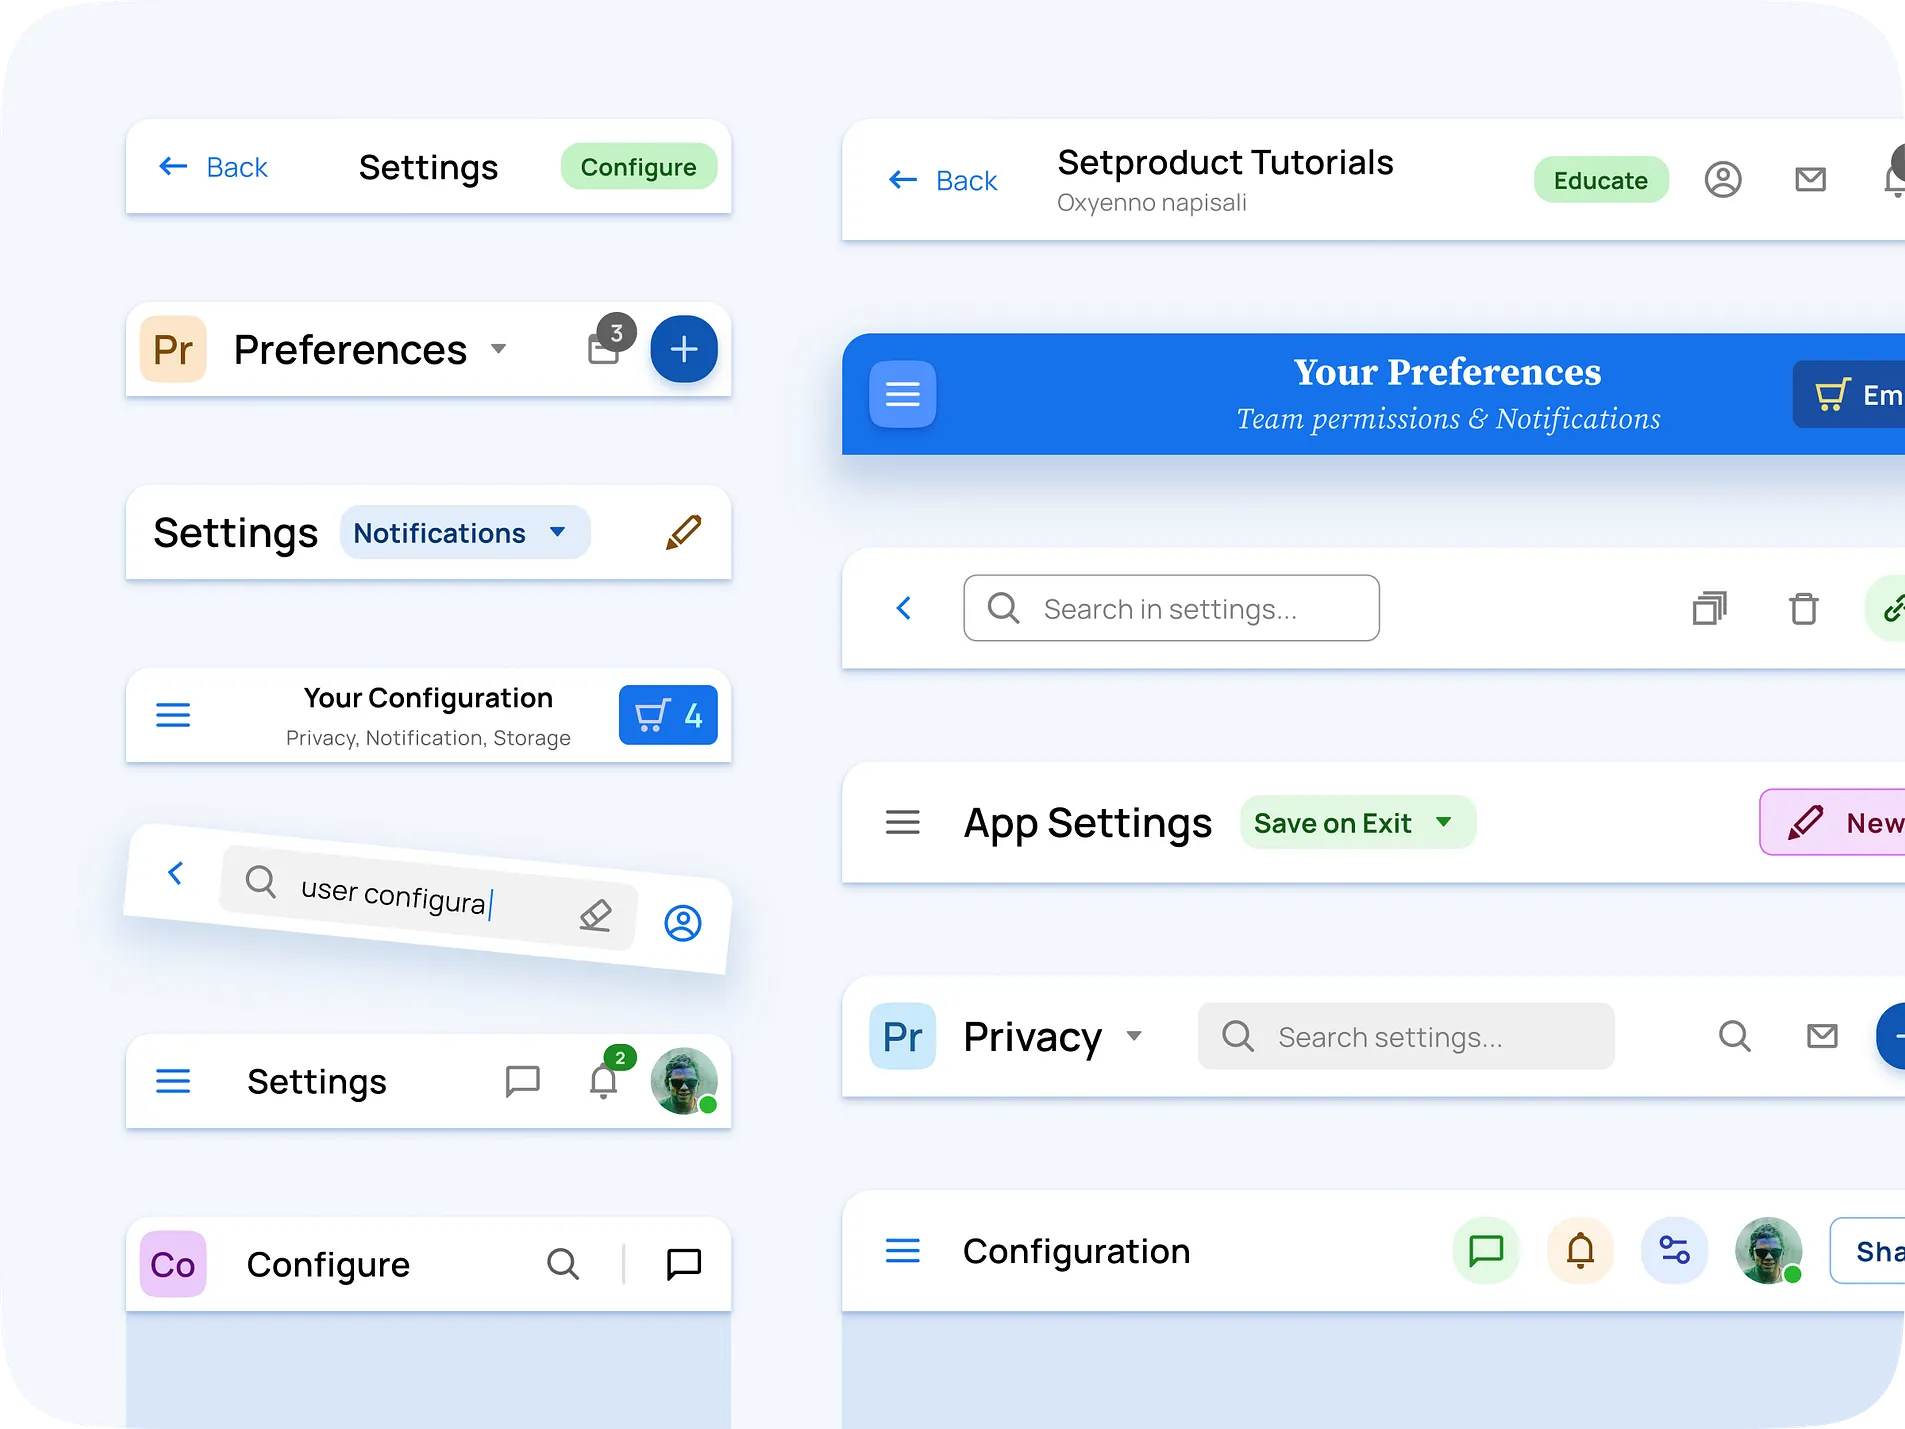 Back
Settings
Configure
Pr
Preferences
3
Settings
Notifications
Your Configuration
Privacy, Notification, Storage
4
user configura
Settings
2
Co
Configure
Back
Setproduct Tutorials
Oxyenno napisali
Educate
Your Preferences
Team permissions & Notifications
Em
Search in settings...
App Settings
Save on Exit
New
Pr
Privacy
Search settings...
Configuration
Sha